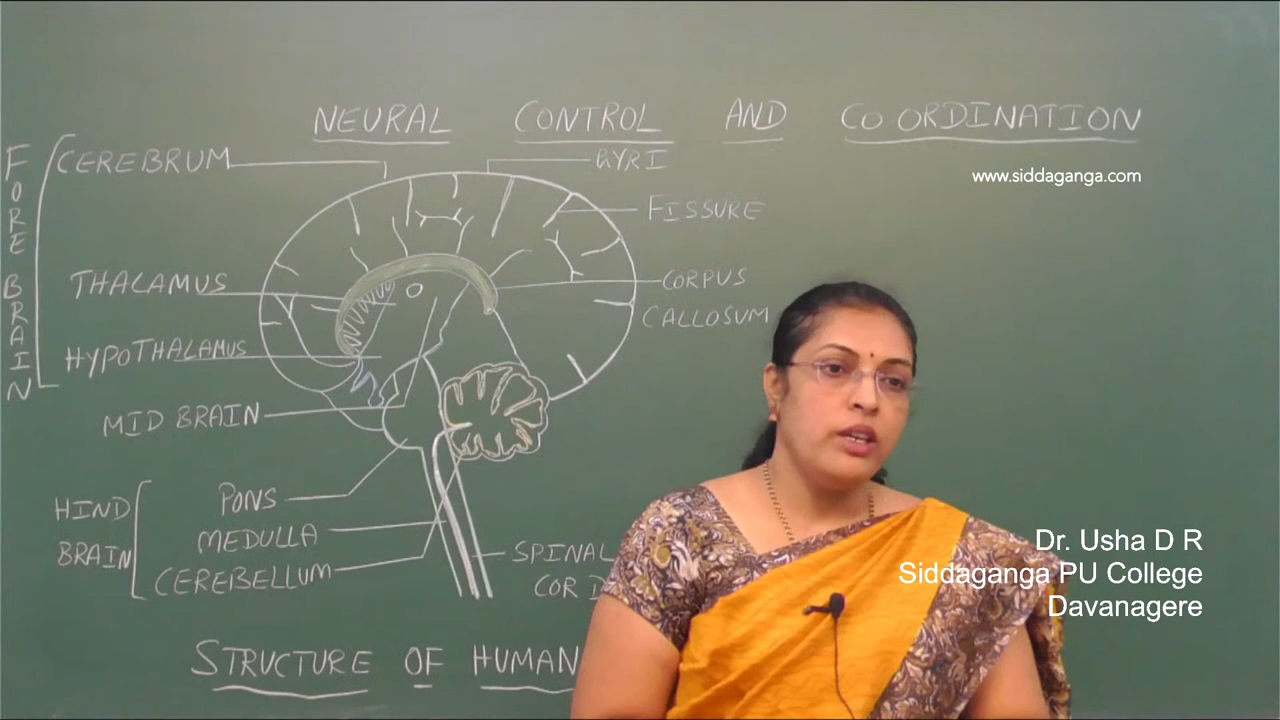 NEURAL CONTROL AND CO ORDINATION
www.siddaganga.com
FORE BRAIN
CEREBRUM
GYRI
FISSURE
THALAMUS
CORPUS
CALLOSUM
HYPOTHALAMUS
MID BRAIN
HIND
BRAIN
PONS
MEDULLA
CEREBELLUM
SPINAL
COR D
Dr. Usha D R
Siddaganga PU College
Davanagere
STRUCTURE OF HUMAN